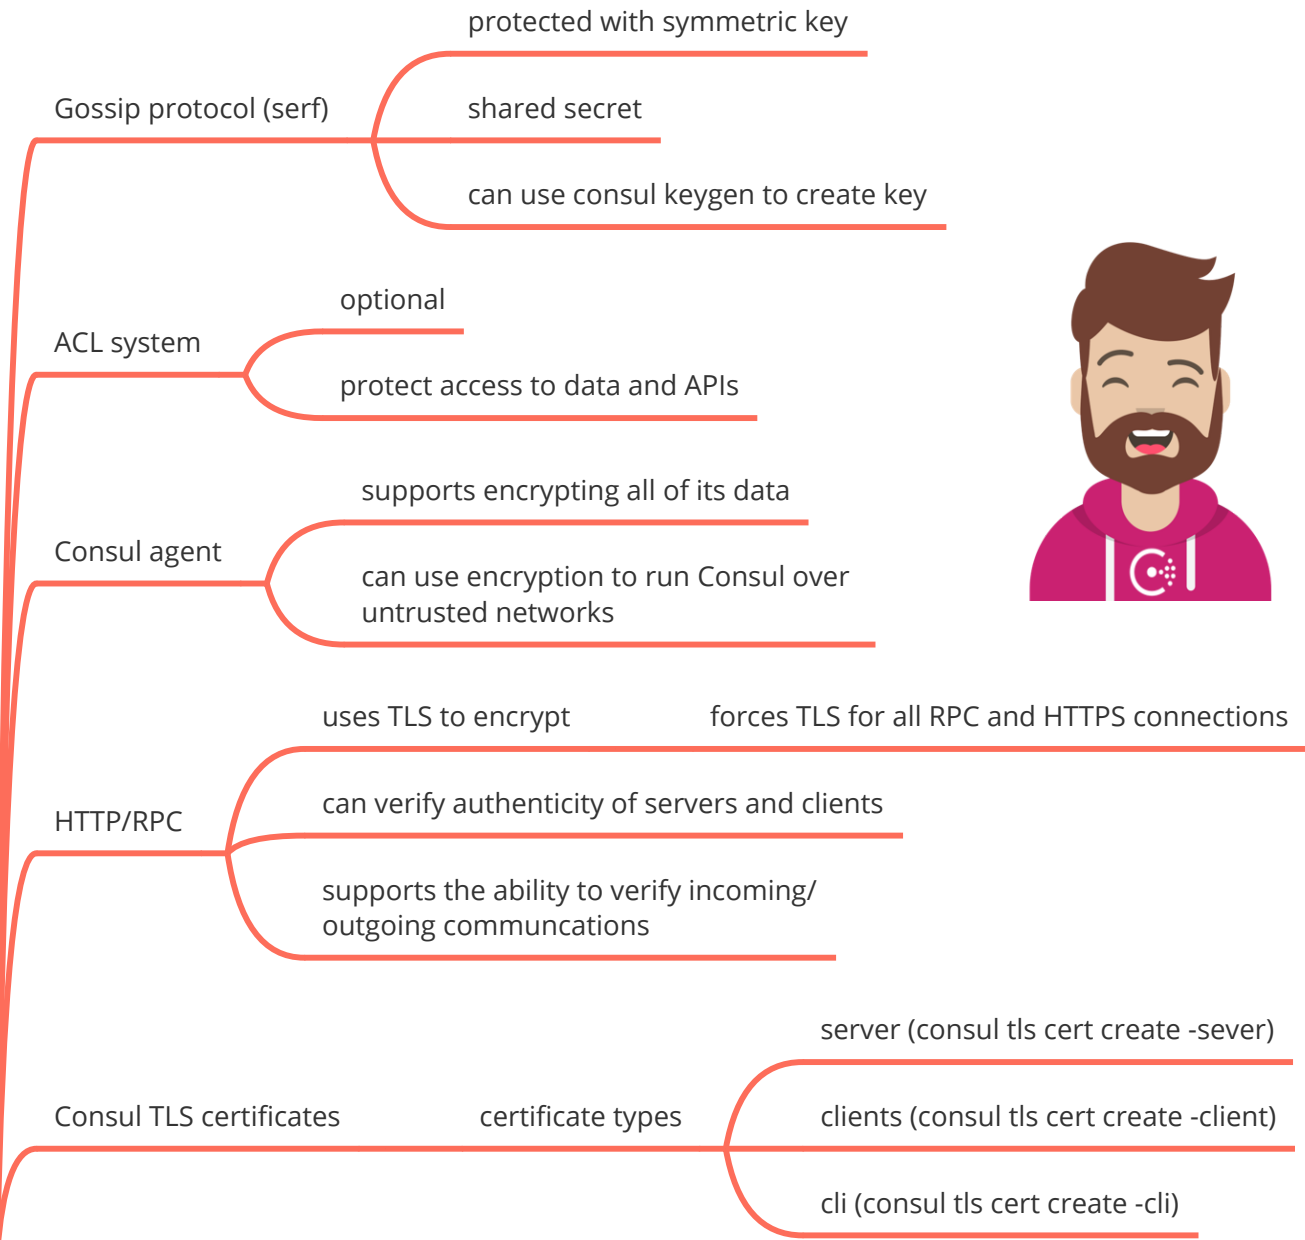 protected with symmetric key
Gossip protocol (serf)
shared secret
can use consul keygen to create key
optional
ACL system
protect access to data and APIs
supports encrypting all of its data
Consul agent
can use encryption to run Consul over
untrusted networks
uses TLS to encrypt
forces TLS for all RPC and HTTPS connections
can verify authenticity of servers and clients
HTTP/RPC
supports the ability to verify incoming/
outgoing communcations
server (consul tls cert create -sever)
Consul TLS certificates
certificate types
clients (consul tls cert create -client)
cli (consul tls cert create -cli)